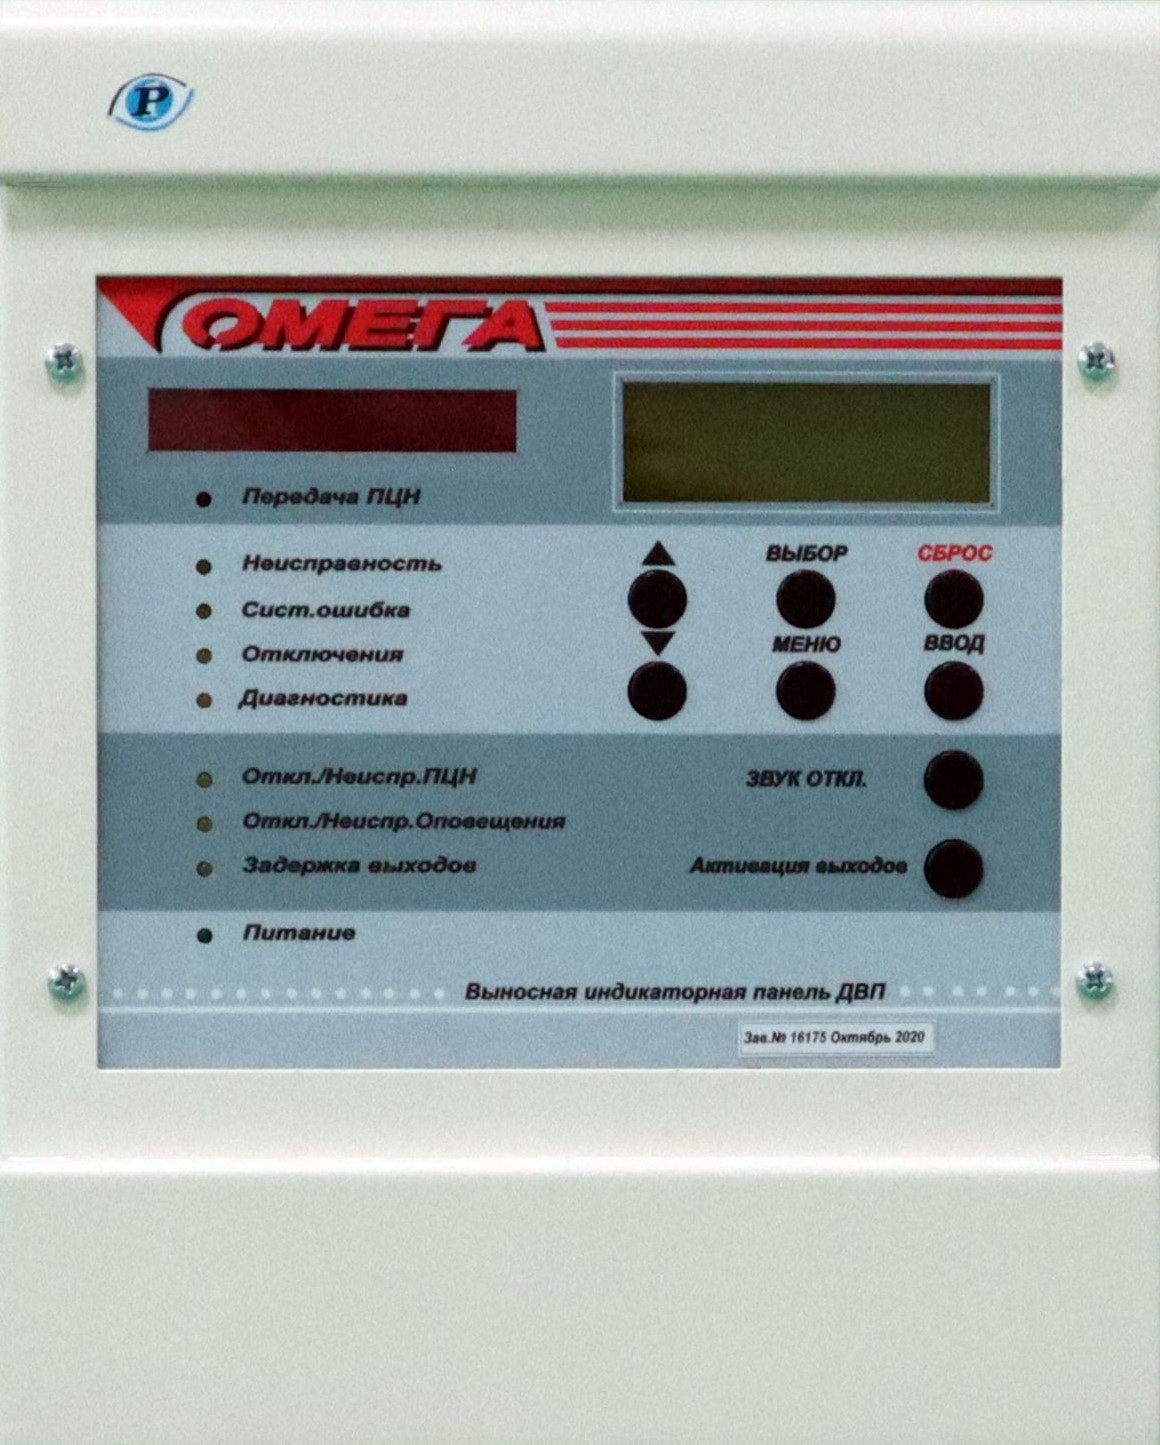 P
ОМЕГА
Передача ПЦН
Неисправность
Сист.ошибка
Отключения
Диагностика
ВЫБОР
СБРОС
МЕНЮ
ВВОД
Откл./Неиспр.ПЦН
Откл./Неиспр.Оповещения
Задержка выходов
ЗВУК ОТКЛ.
Активация выходов
Питание
Выносная индикаторная панель ДВП
Зав.№ 16175 Октябрь 2020